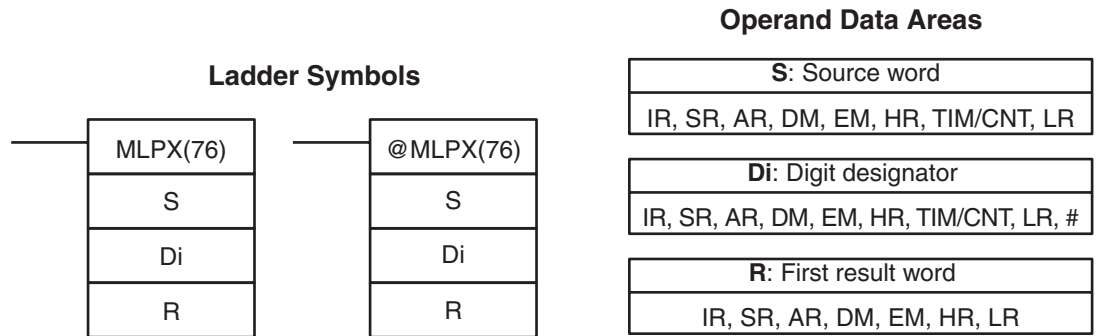 Ladder Symbols
MLPX(76)
S
Di
R
@MLPX(76)
S
Di
R
Operand Data Areas
S: Source word
IR, SR, AR, DM, EM, HR, TIM/CNT, LR
Di: Digit designator
IR, SR, AR, DM, EM, HR, TIM/CNT, LR, #
R: First result word
IR, SR, AR, DM, EM, HR, LR